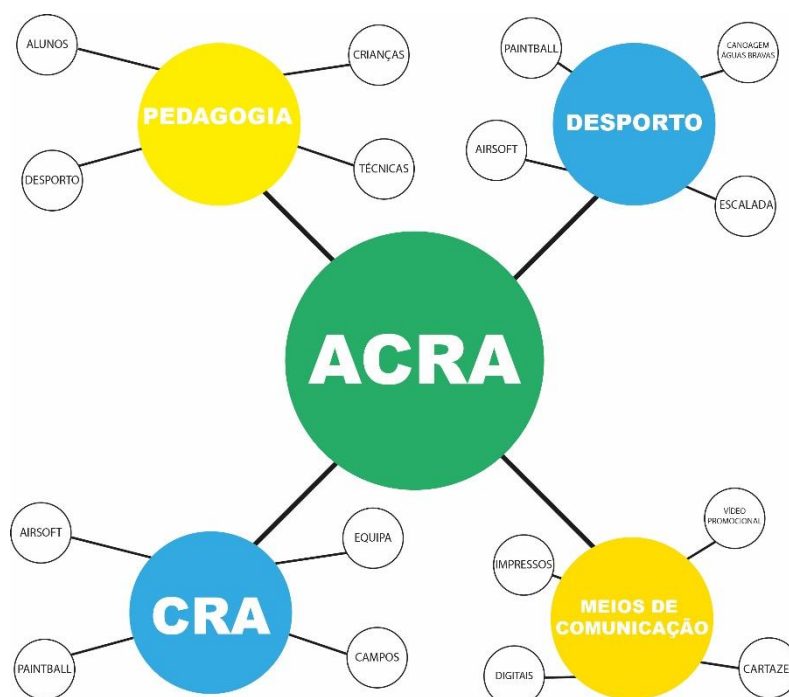 ALUNOS
CRIANÇAS
PEDAGOGIA
DESPORTO
TÉCNICAS
PAINTBALL
CANOAGEM
ÁGUAS BRAVAS
DESPORTO
AIRSOFT
ESCALADA
ACRA
AIRSOFT
EQUIPA
CRA
PAINTBALL
CAMPOS
VÍDEO
PROMOCIONAL
IMPRESSOS
MEIOS DE
COMUNICAÇÃO
DIGITAIS
CARTAZE